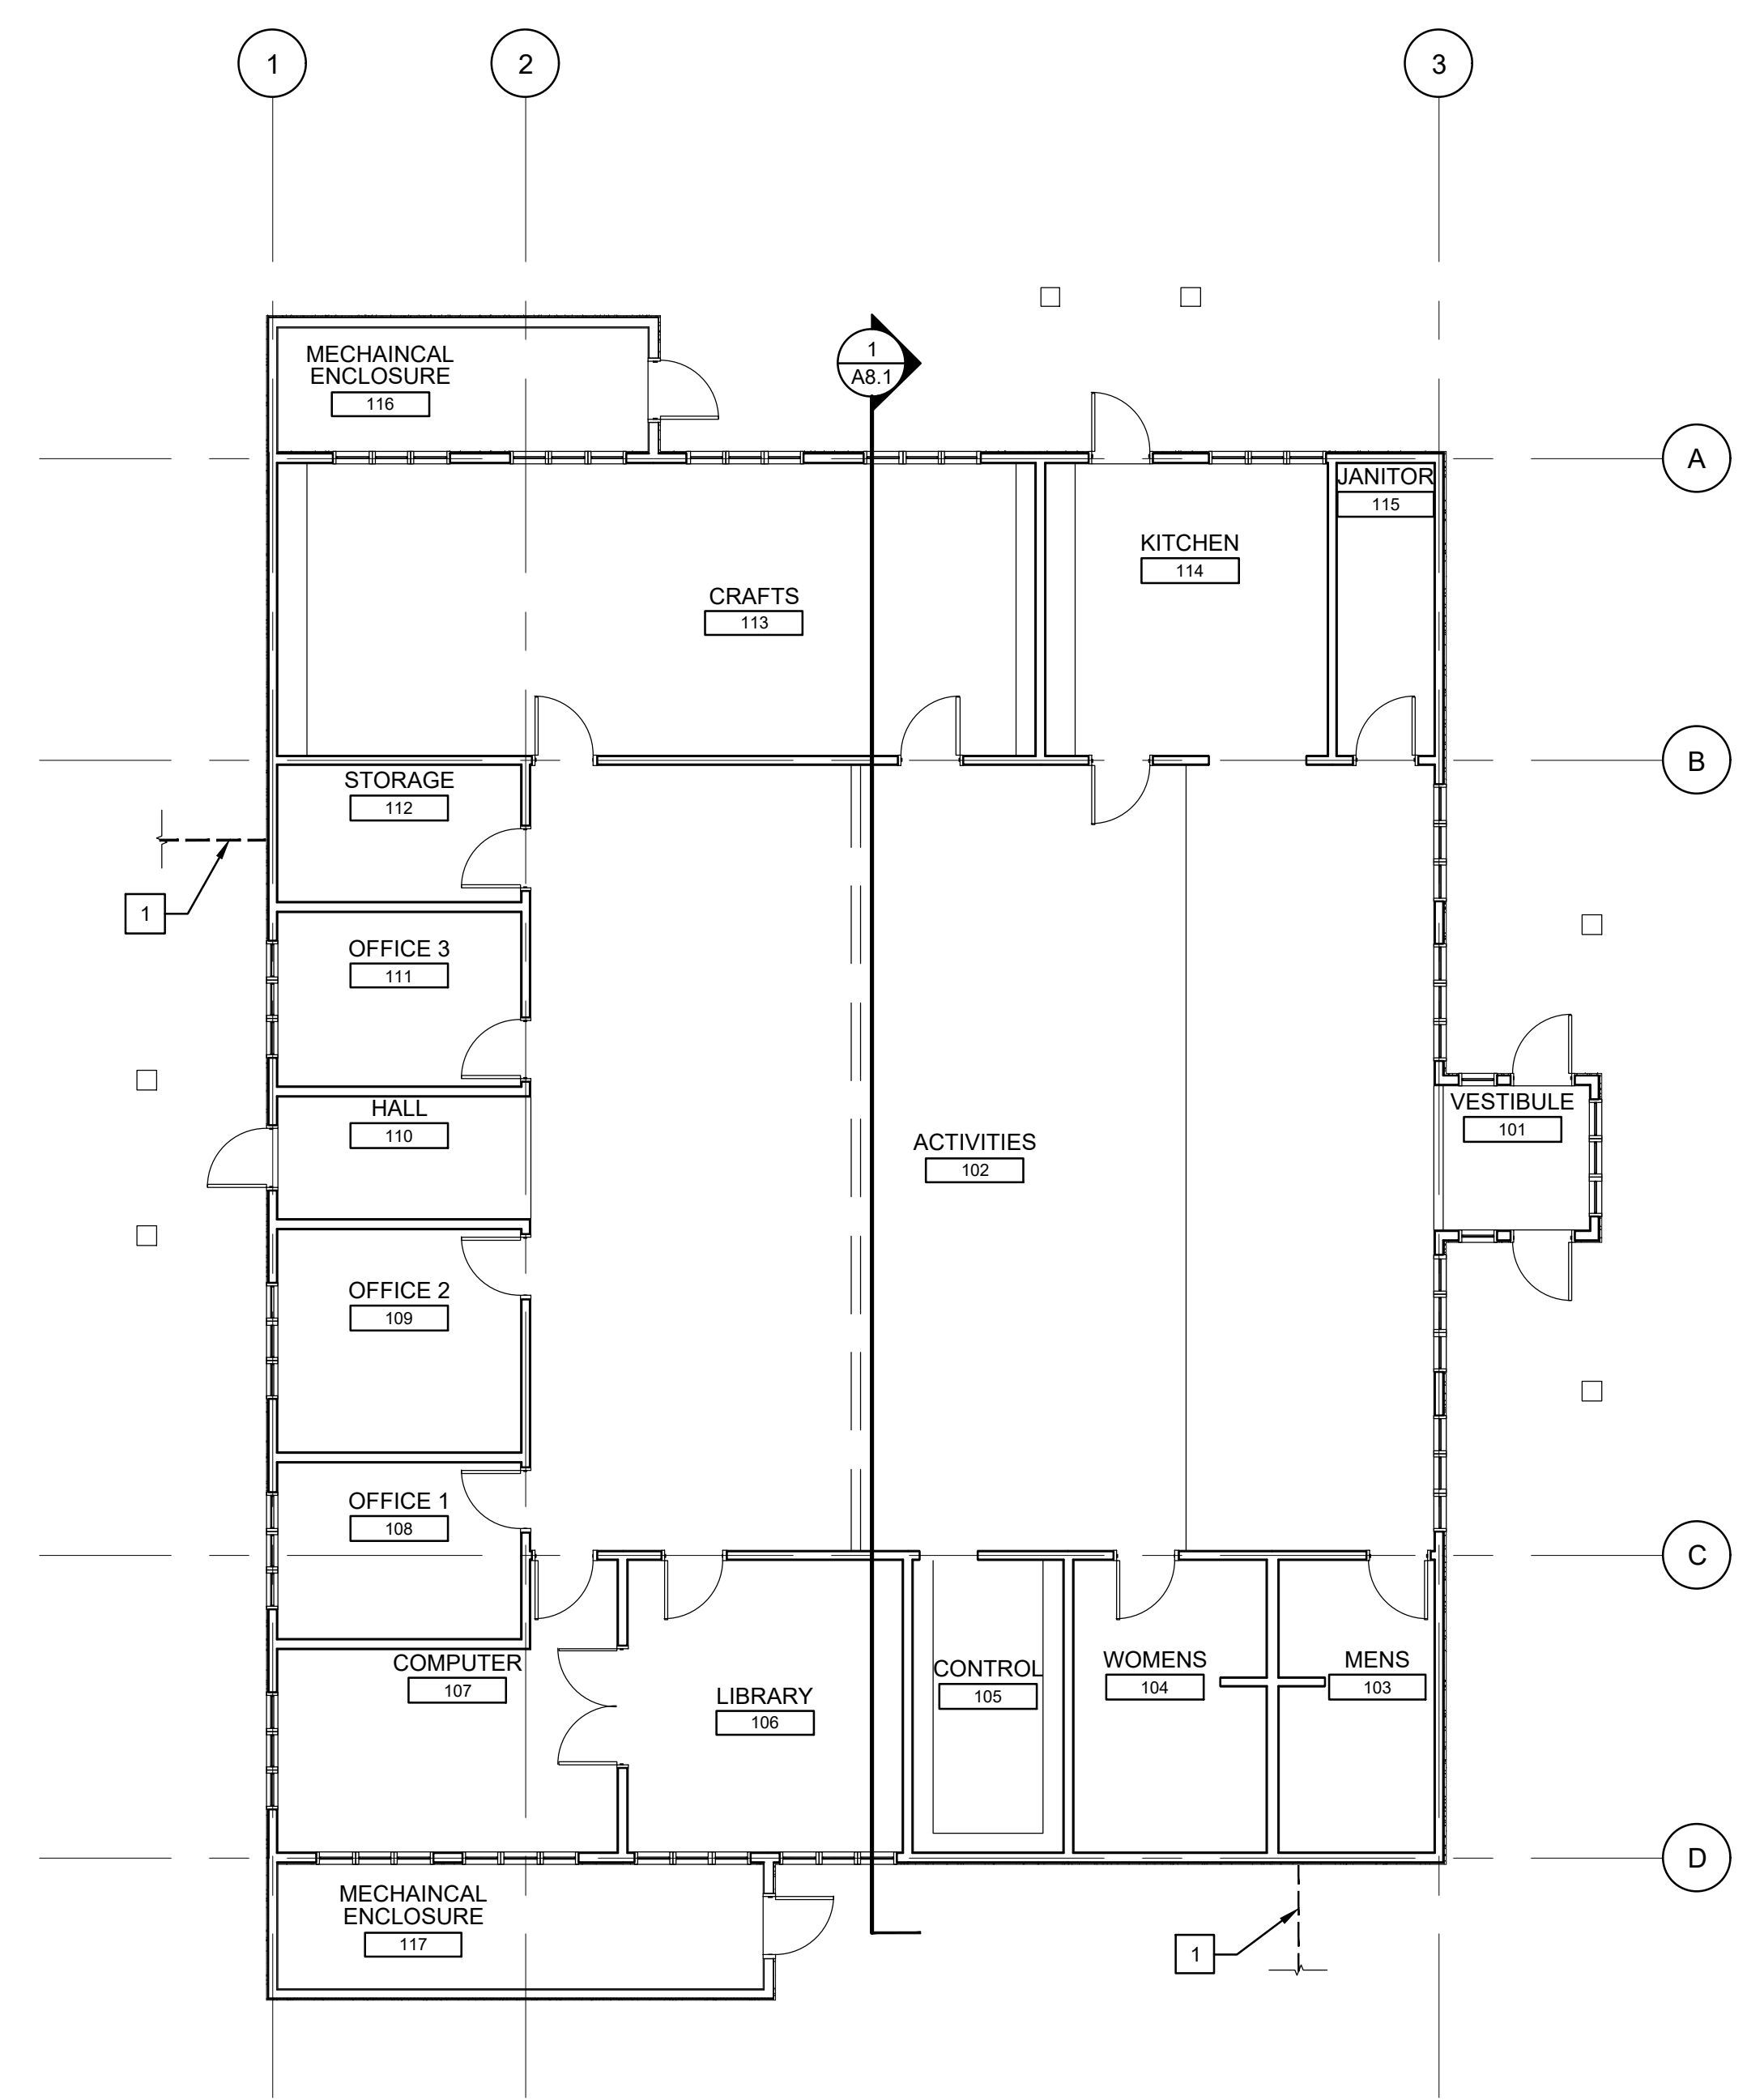 1
2
3
MECHAINCAL
ENCLOSURE
116
1
A8.1
A
JANITOR
115
KITCHEN
114
CRAFTS
113
B
STORAGE
112
1
OFFICE 3
111
HALL
110
VESTIBULE
101
ACTIVITIES
102
OFFICE 2
109
OFFICE 1
108
C
COMPUTER
107
LIBRARY
106
CONTROL
105
WOMENS
104
MENS
103
D
MECHAINCAL
ENCLOSURE
117
1